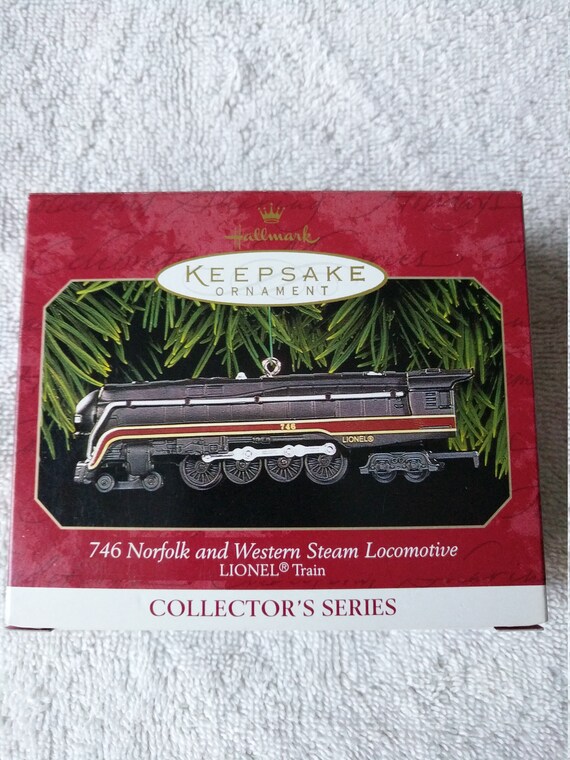 Hallmark
KEEPSAKE
ORNAMENT
746
LIONEL®
746 Norfolk and Western Steam Locomotive
LIONEL® Train
COLLECTOR'S SERIES